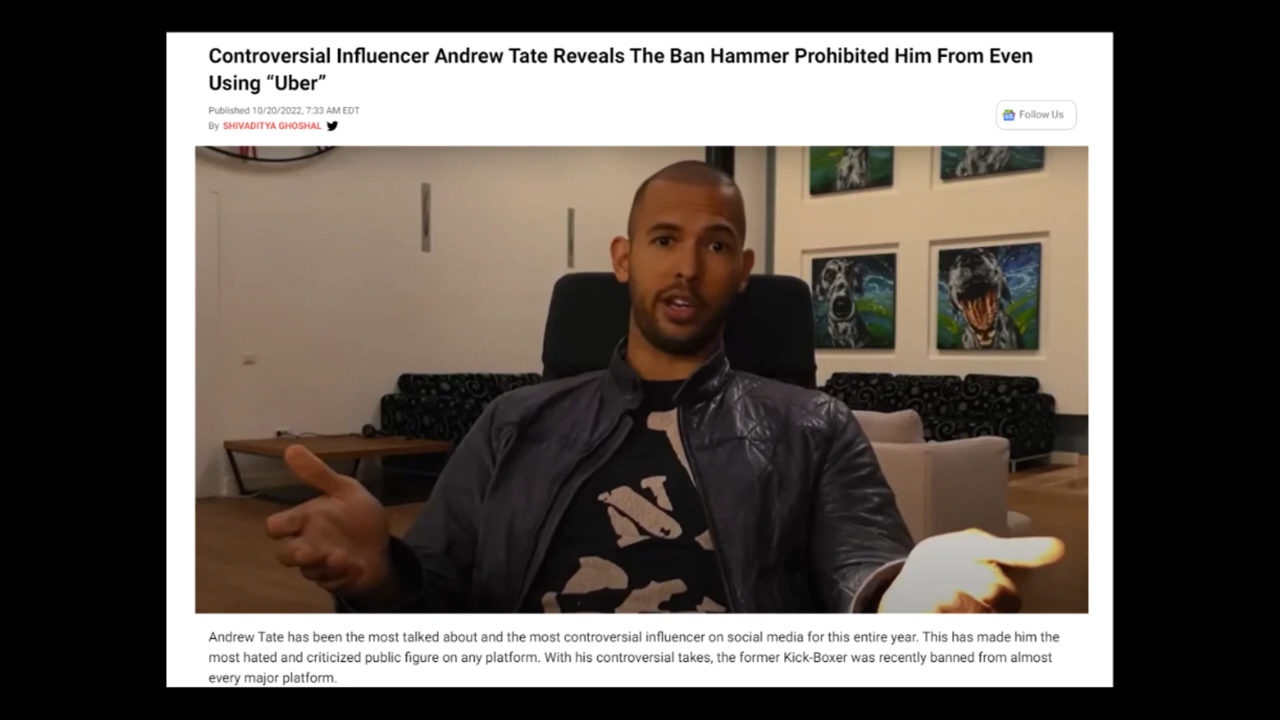 Controversial Influencer Andrew Tate Reveals The Ban Hammer Prohibited Him From Even
Using “Uber”
Published 10/20/2022, 7:33 AM EDT
By SHIVADITYA GHOSHAL
Follow Us
N
Andrew Tate has been the most talked about and the most controversial influencer on social media for this entire year. This has made him the
most hated and criticized public figure on any platform. With his controversial takes, the former Kick-Boxer was recently banned from almost
every major platform.